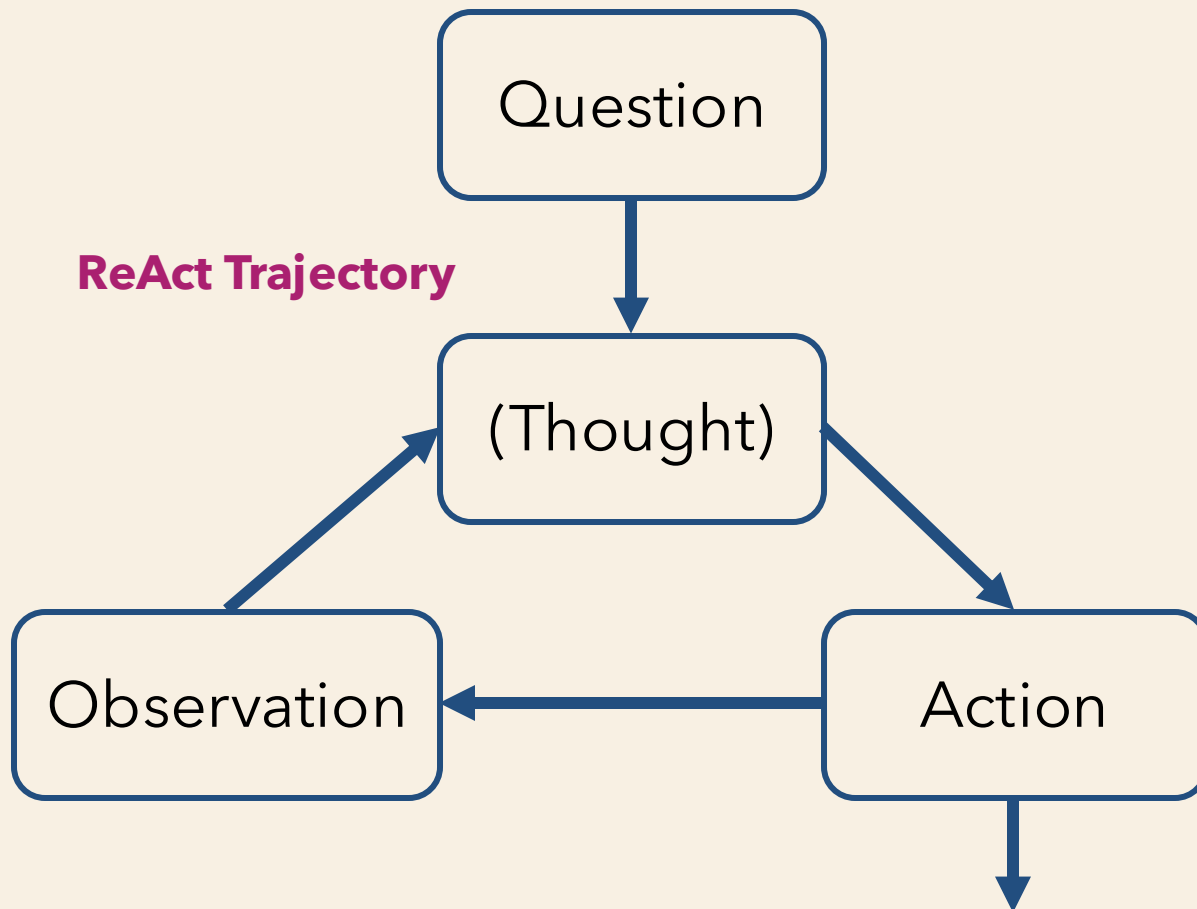 Question
ReAct Trajectory
(Thought)
Observation
Action